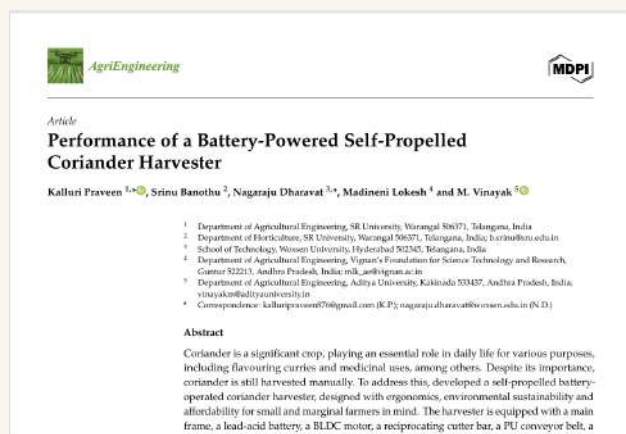 AgriEngineering
MDPI
Article
Performance of a Battery-Powered Self-Propelled
Coriander Harvester
Kalluri Praveen 1,*, Srinu Banothu 2, Nagaraju Dharavat 3,*, Madineni Lokesh 4 and M. Vinayak 5
1 Department of Agricultural Engineering, SR University, Warangal 506371, Telangana, India
2 Department of Horticulture, SR University, Warangal 506371, Telangana, India; b.srinu@sru.edu.in
3 School of Technology, Woxsen University, Hyderabad 502345, Telangana, India
4 Department of Agricultural Engineering, Vignan's Foundation for Science Technology and Research,
Guntur 522213, Andhra Pradesh, India; mlk_ae@vignan.ac.in
5 Department of Agricultural Engineering, Aditya University, Kakinada 533437, Andhra Pradesh, India;
vinayakm@adityauniversity.in
* Correspondence: kalluripraveen876@gmail.com (K.P.); nagaraju.dharavat@woxsen.edu.in (N.D.)
Abstract
Coriander is a significant crop, playing an essential role in daily life for various purposes,
including flavouring curries and medicinal uses, among others. Despite its importance,
coriander is still harvested manually. To address this, developed a self-propelled battery-
operated coriander harvester, designed with ergonomics, environmental sustainability and
affordability for small and marginal farmers in mind. The harvester is equipped with a main
frame, a lead-acid battery, a BLDC motor, a reciprocating cutter bar, a PU conveyor belt, a